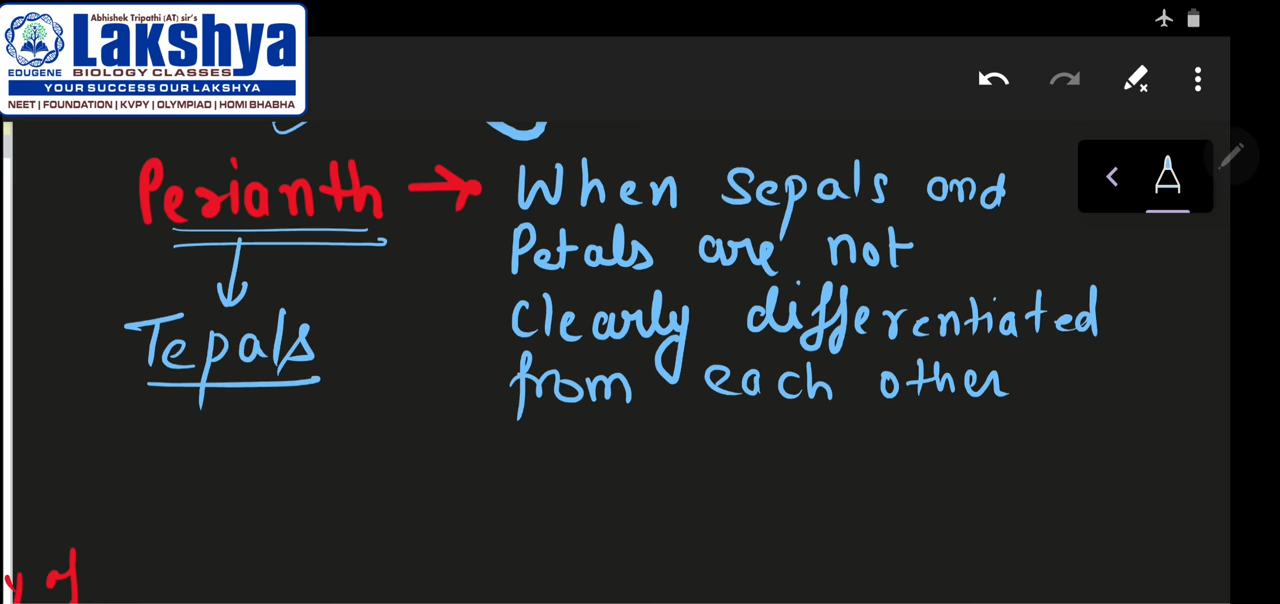 Abhishek Tripathi (AT) sir's
Lakshya
EDUGENE BIOLOGY CLASSES
YOUR SUCCESS OUR LAKSHYA
NEET | FOUNDATION | KVPY | OLYMPIAD | HOMI BHABHA
Perianth → When Sepals and
Petals are not
Clearly differentiated
from each other
↓
Tepals
y of